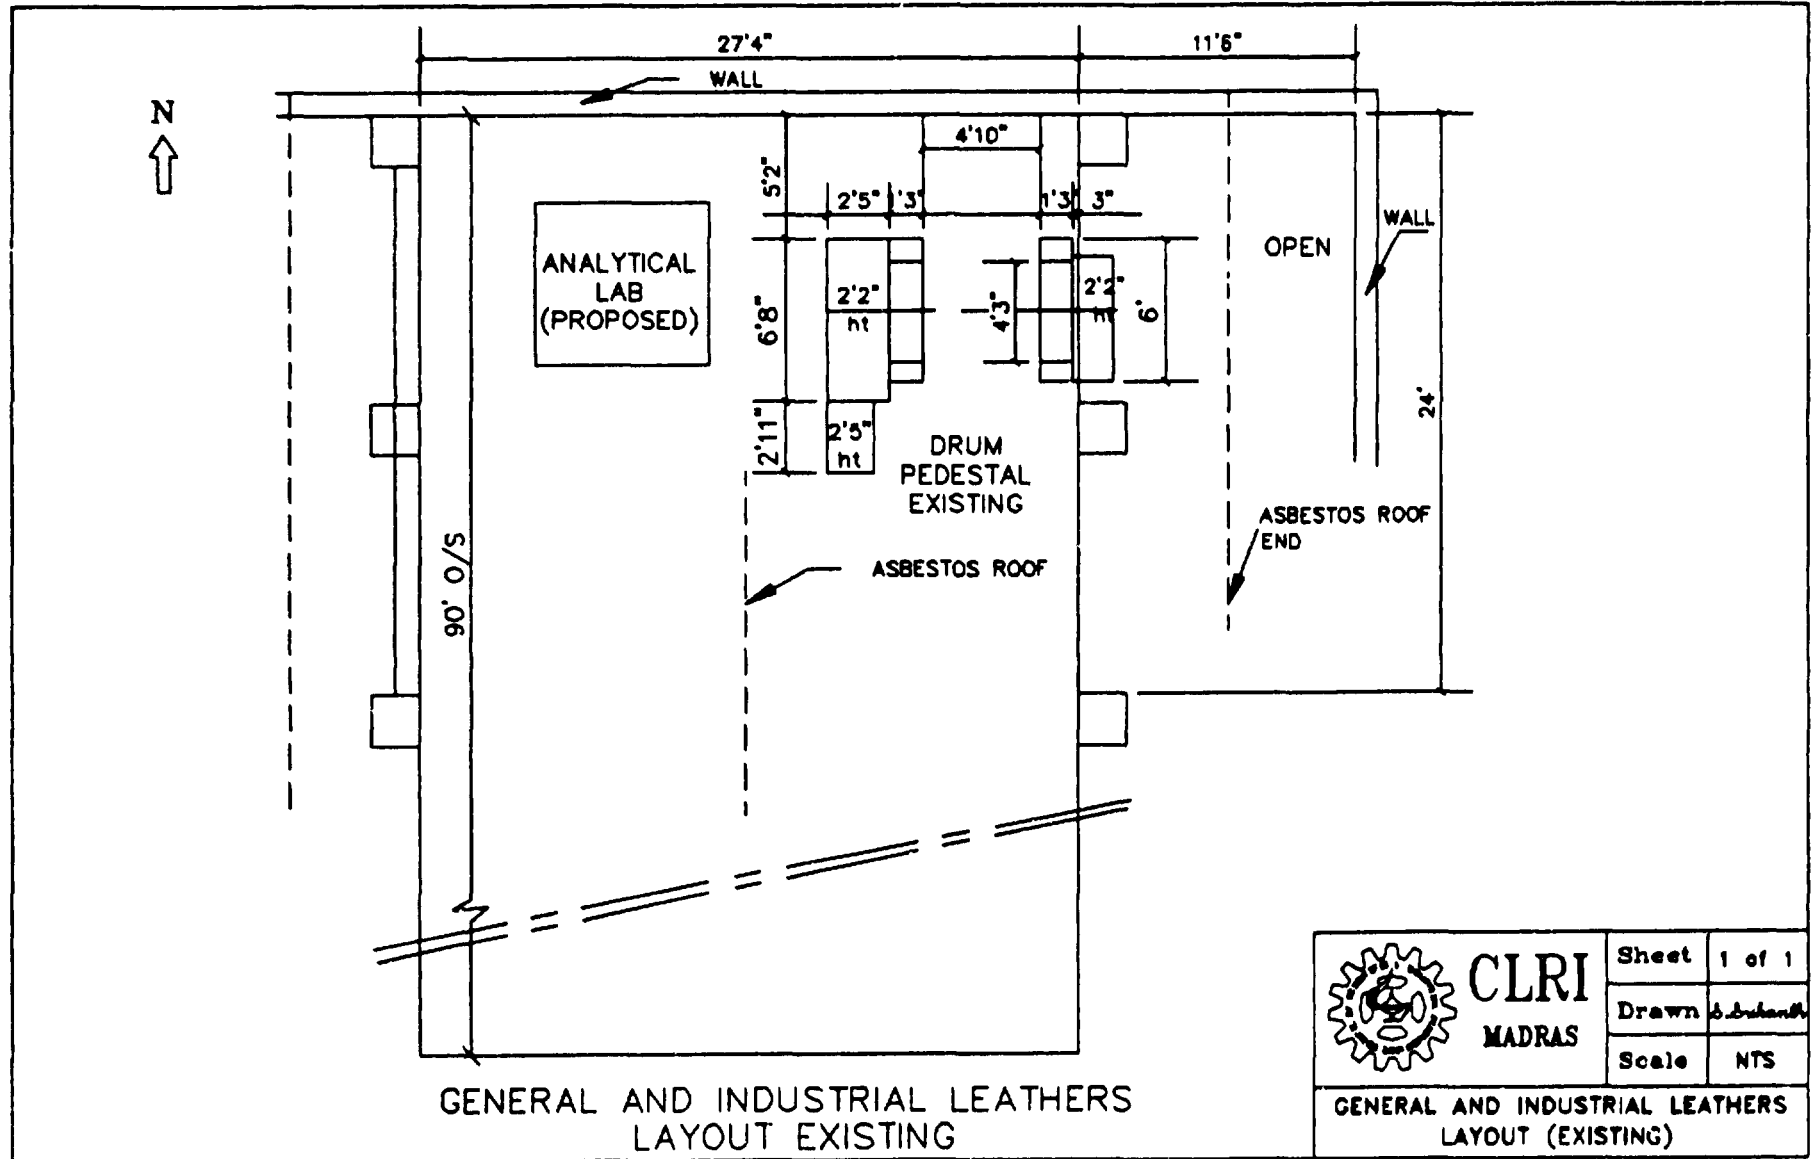 27'4"
11'6"
WALL
N
4'10"
5'2"
2'5"
1'3"
1'3
3"
WALL
OPEN
ANALYTICAL
LAB
(PROPOSED)
2'2"
ht
6'8"
4'3"
2'2"
ht
6'
24'
2'11"
2'5"
ht
DRUM
PEDESTAL
EXISTING
ASBESTOS ROOF
END
90' O/S
ASBESTOS ROOF
CLRI
MADRAS
Sheet 1 of 1
Drawn
Scale NTS
GENERAL AND INDUSTRIAL LEATHERS
LAYOUT (EXISTING)
GENERAL AND INDUSTRIAL LEATHERS
LAYOUT EXISTING